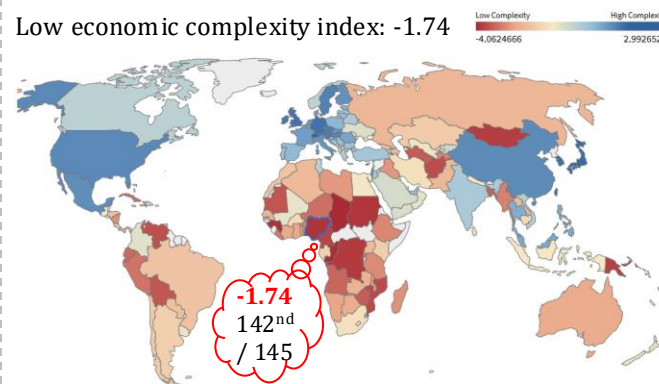 Low economic complexity index: -1.74
Low Complexity High Complex
-4.0624666 2.992652
-1.74
142nd
/ 145